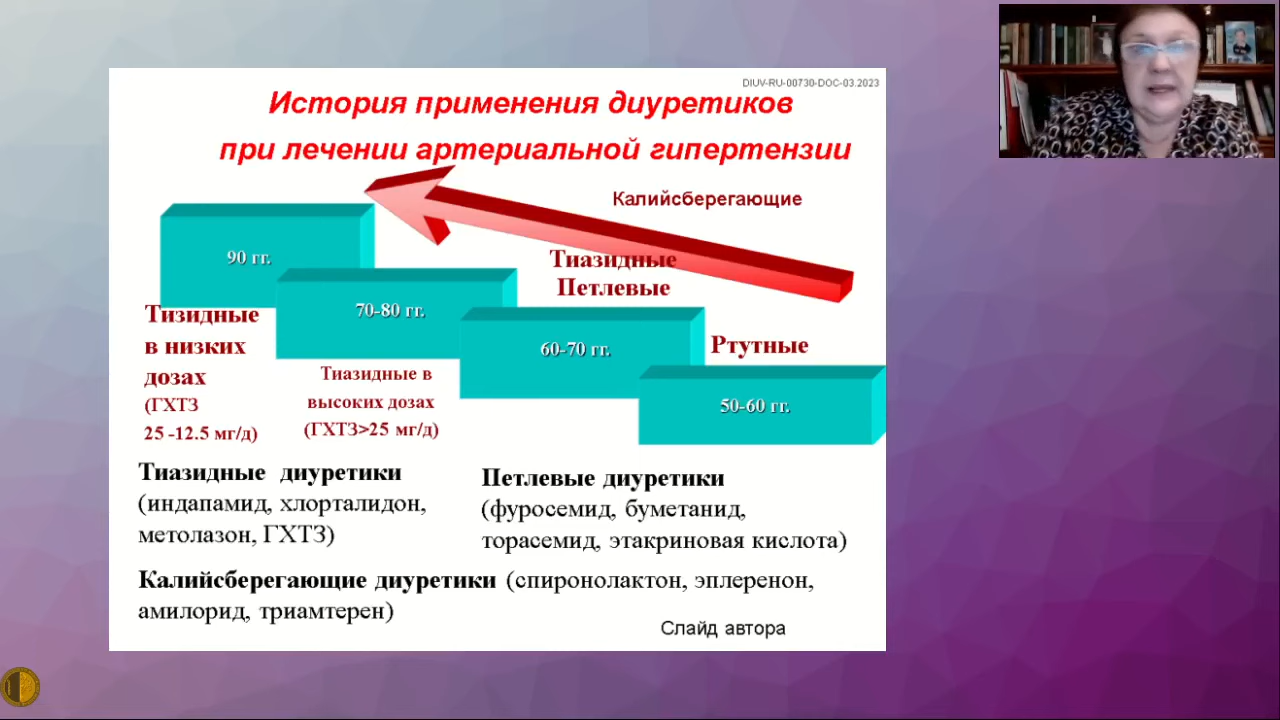 DIUV-RU-00730-DOC-03.2023
История применения диуретиков
при лечении артериальной гипертензии
Калийсберегающие
90 гг.
Тиазидные
Петлевые
70-80 гг.
Тизидные
в низких
дозах
(ГХТЗ
25 -12.5 мг/д)
60-70 гг.
Ртутные
Тиазидные в
высоких дозах
(ГХТЗ>25 мг/д)
50-60 гг.
Тиазидные диуретики
(индапамид, хлорталидон,
метолазон, ГХТЗ)
Петлевые диуретики
(фуросемид, буметанид,
торасемид, этакриновая кислота)
Калийсберегающие диуретики (спиронолактон, эплеренон,
амилорид, триамтерен)
Слайд автора